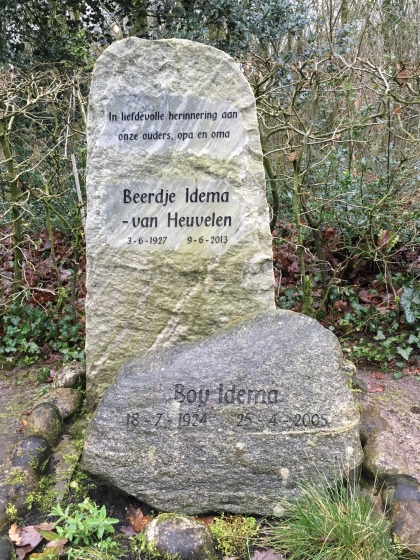 In liefdevolle herinnering aan
onze ouders, opa en oma
Beerdje Idema
-van Heuvelen
3-6-1927 9-6-2013
Boy Idema
18-7-1924 25-4-2005